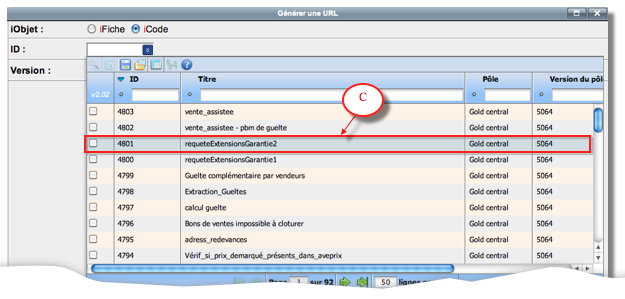 Générer une URL
iObjet :
iFiche iCode
ID :
Version :
v2.02
ID Titre Pôle Version du pôl
C
4803 vente_assistee Gold central 5064
4802 vente_assistee - pbm de guelte Gold central 5064
4801 requeteExtensionsGarantie2 Gold central 5064
4800 requeteExtensionsGarantie1 Gold central 5064
4799 Guelte complémentaire par vendeurs Gold central 5064
4798 Extraction_Gueltes Gold central 5064
4797 calcul guelte Gold central 5064
4796 Bons de ventes impossible à cloturer Gold central 5064
4795 adress_redevances Gold central 5064
4794 Vérif_si_prix_demarqué_présents_dans_aveprix Gold central 5064
Page 1 sur 92 50 lignes